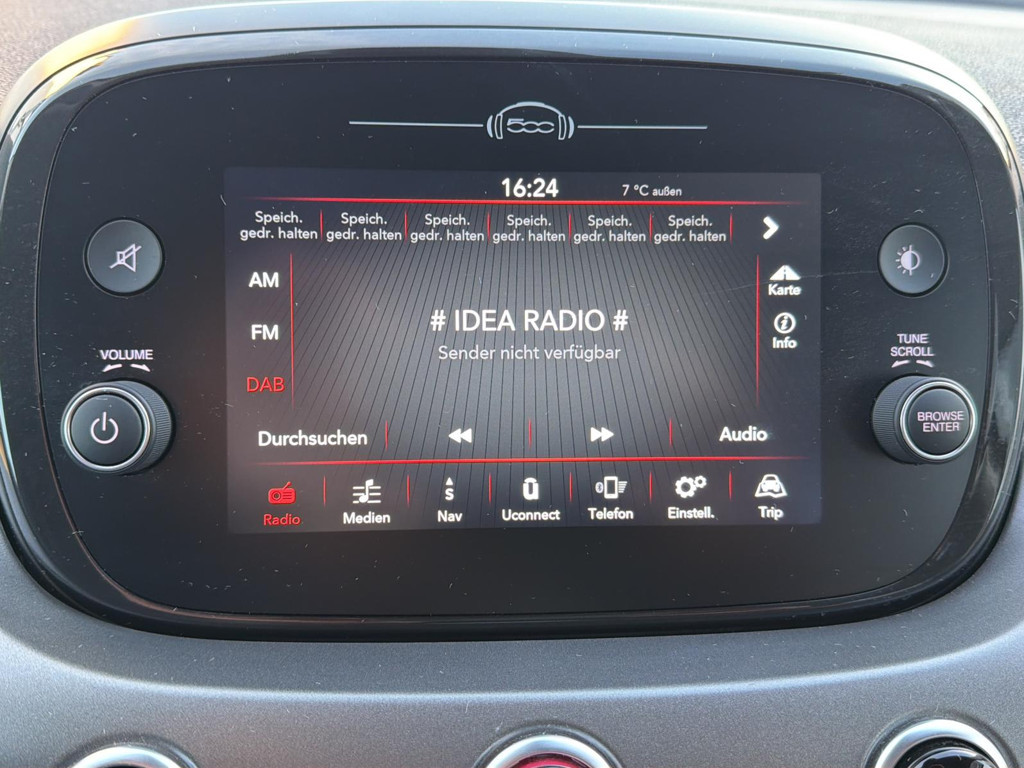 500
16:24
7 °C außen
Speich. gedr. halten
Speich. gedr. halten
Speich. gedr. halten
Speich. gedr. halten
Speich. gedr. halten
Speich. gedr. halten
AM
Karte
# IDEA RADIO #
FM
Info
Sender nicht verfügbar
VOLUME
TUNE
SCROLL
DAB
BROWSE
ENTER
Durchsuchen
Audio
S
Radio
Medien
Nav
Uconnect
Telefon
Einstell.
Trip